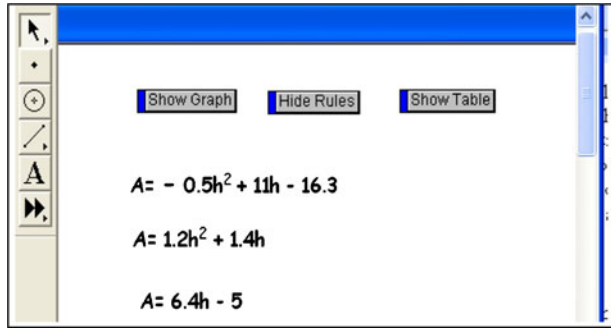 Show Graph Hide Rules Show Table
A= - 0.5h² + 11h - 16.3
A= 1.2h² + 1.4h
A= 6.4h - 5
A